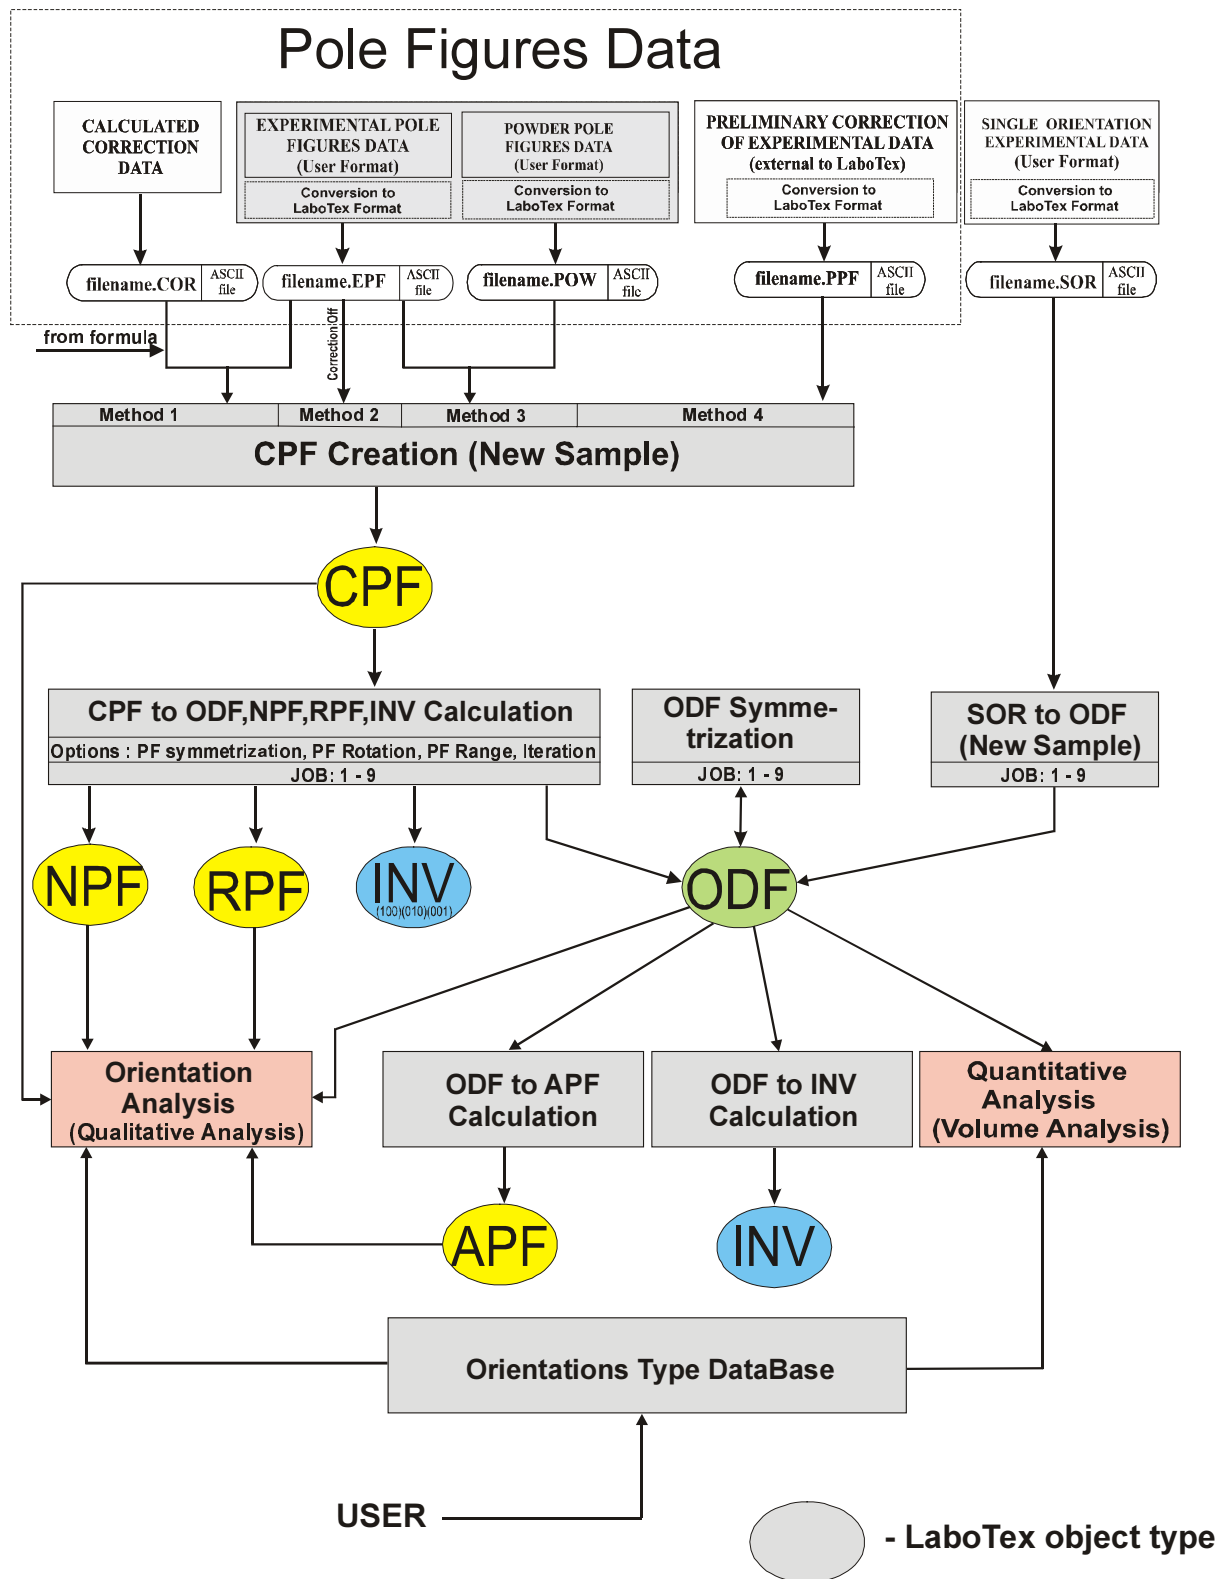 Pole Figures Data
CALCULATED
CORRECTION
DATA
EXPERIMENTAL POLE
FIGURES DATA
(User Format)
Conversion to
LaboTex Format
POWDER POLE
FIGURES DATA
(User Format)
Conversion to
LaboTex Format
PRELIMINARY CORRECTION
OF EXPERIMENTAL DATA
(external to LaboTex)
Conversion to
LaboTex Format
SINGLE ORIENTATION
EXPERIMENTAL DATA
(User Format)
Conversion to
LaboTex Format
filename.COR
ASCII
file
filename.EPF
ASCII
file
filename.POW
ASCII
file
filename.PPF
ASCII
file
filename.SOR
ASCII
file
from formula
Correction Off
Method 1
Method 2
Method 3
Method 4
CPF Creation (New Sample)
CPF
CPF to ODF,NPF,RPF,INV Calculation
Options : PF symmetrization, PF Rotation, PF Range, Iteration
JOB: 1 - 9
ODF Symme-
trization
JOB: 1 - 9
SOR to ODF
(New Sample)
JOB: 1 - 9
NPF
RPF
INV
(100)(010)(001)
ODF
Orientation
Analysis
(Qualitative Analysis)
ODF to APF
Calculation
ODF to INV
Calculation
Quantitative
Analysis
(Volume Analysis)
APF
INV
Orientations Type DataBase
USER
- LaboTex object type